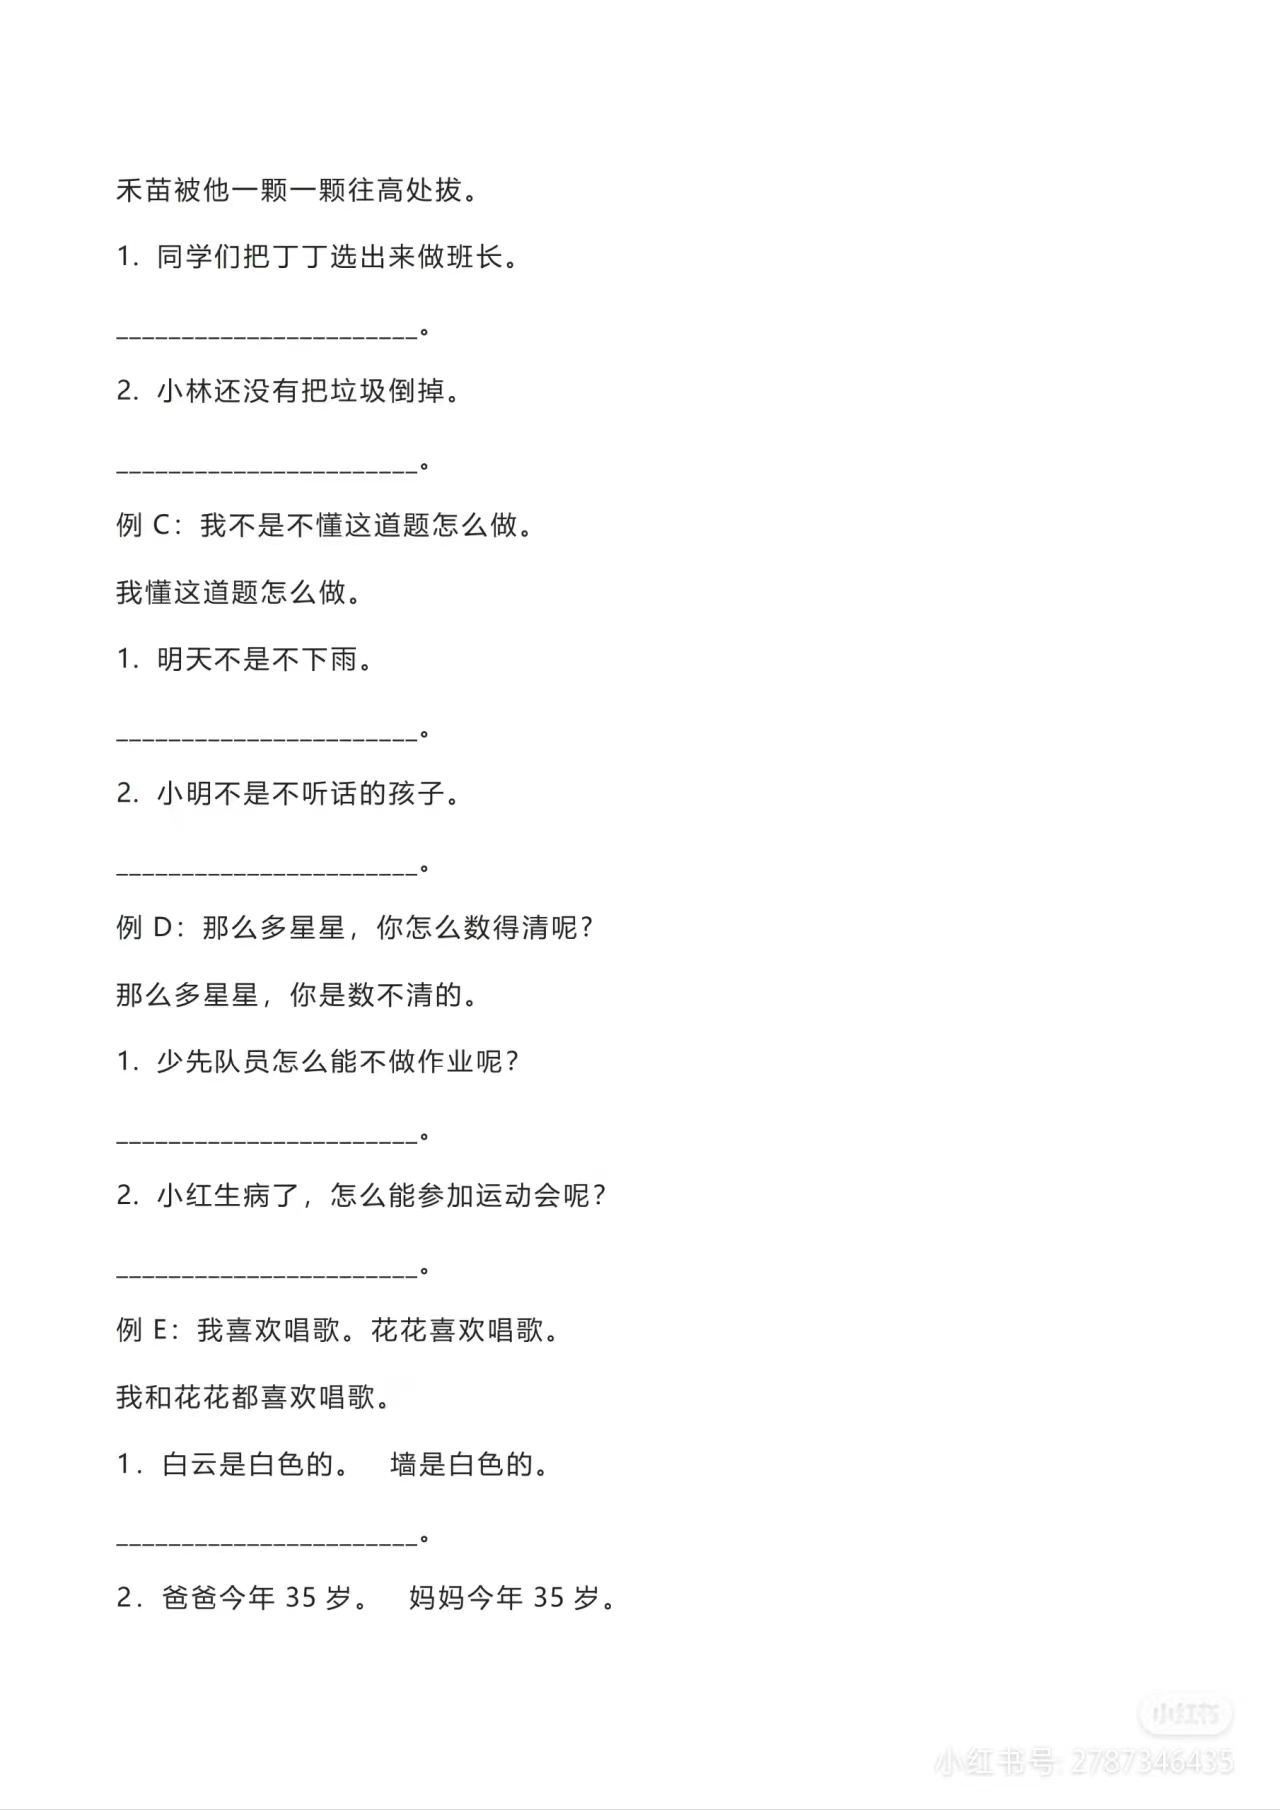 禾苗被他一颗一颗往高处拔。
1. 同学们把丁丁选出来做班长。
_______________________。
2. 小林还没有把垃圾倒掉。
_______________________。
例 C：我不是不懂这道题怎么做。
我懂这道题怎么做。
1. 明天不是不下雨。
_______________________。
2. 小明不是不听话的孩子。
_______________________。
例 D：那么多星星，你怎么数得清呢？
那么多星星，你是数不清的。
1. 少先队员怎么能不做作业呢？
_______________________。
2. 小红生病了，怎么能参加运动会呢？
_______________________。
例 E：我喜欢唱歌。花花喜欢唱歌。
我和花花都喜欢唱歌。
1．白云是白色的。 墙是白色的。
_______________________。
2．爸爸今年 35 岁。 妈妈今年 35 岁。
小红书
小红书号: 2787346435